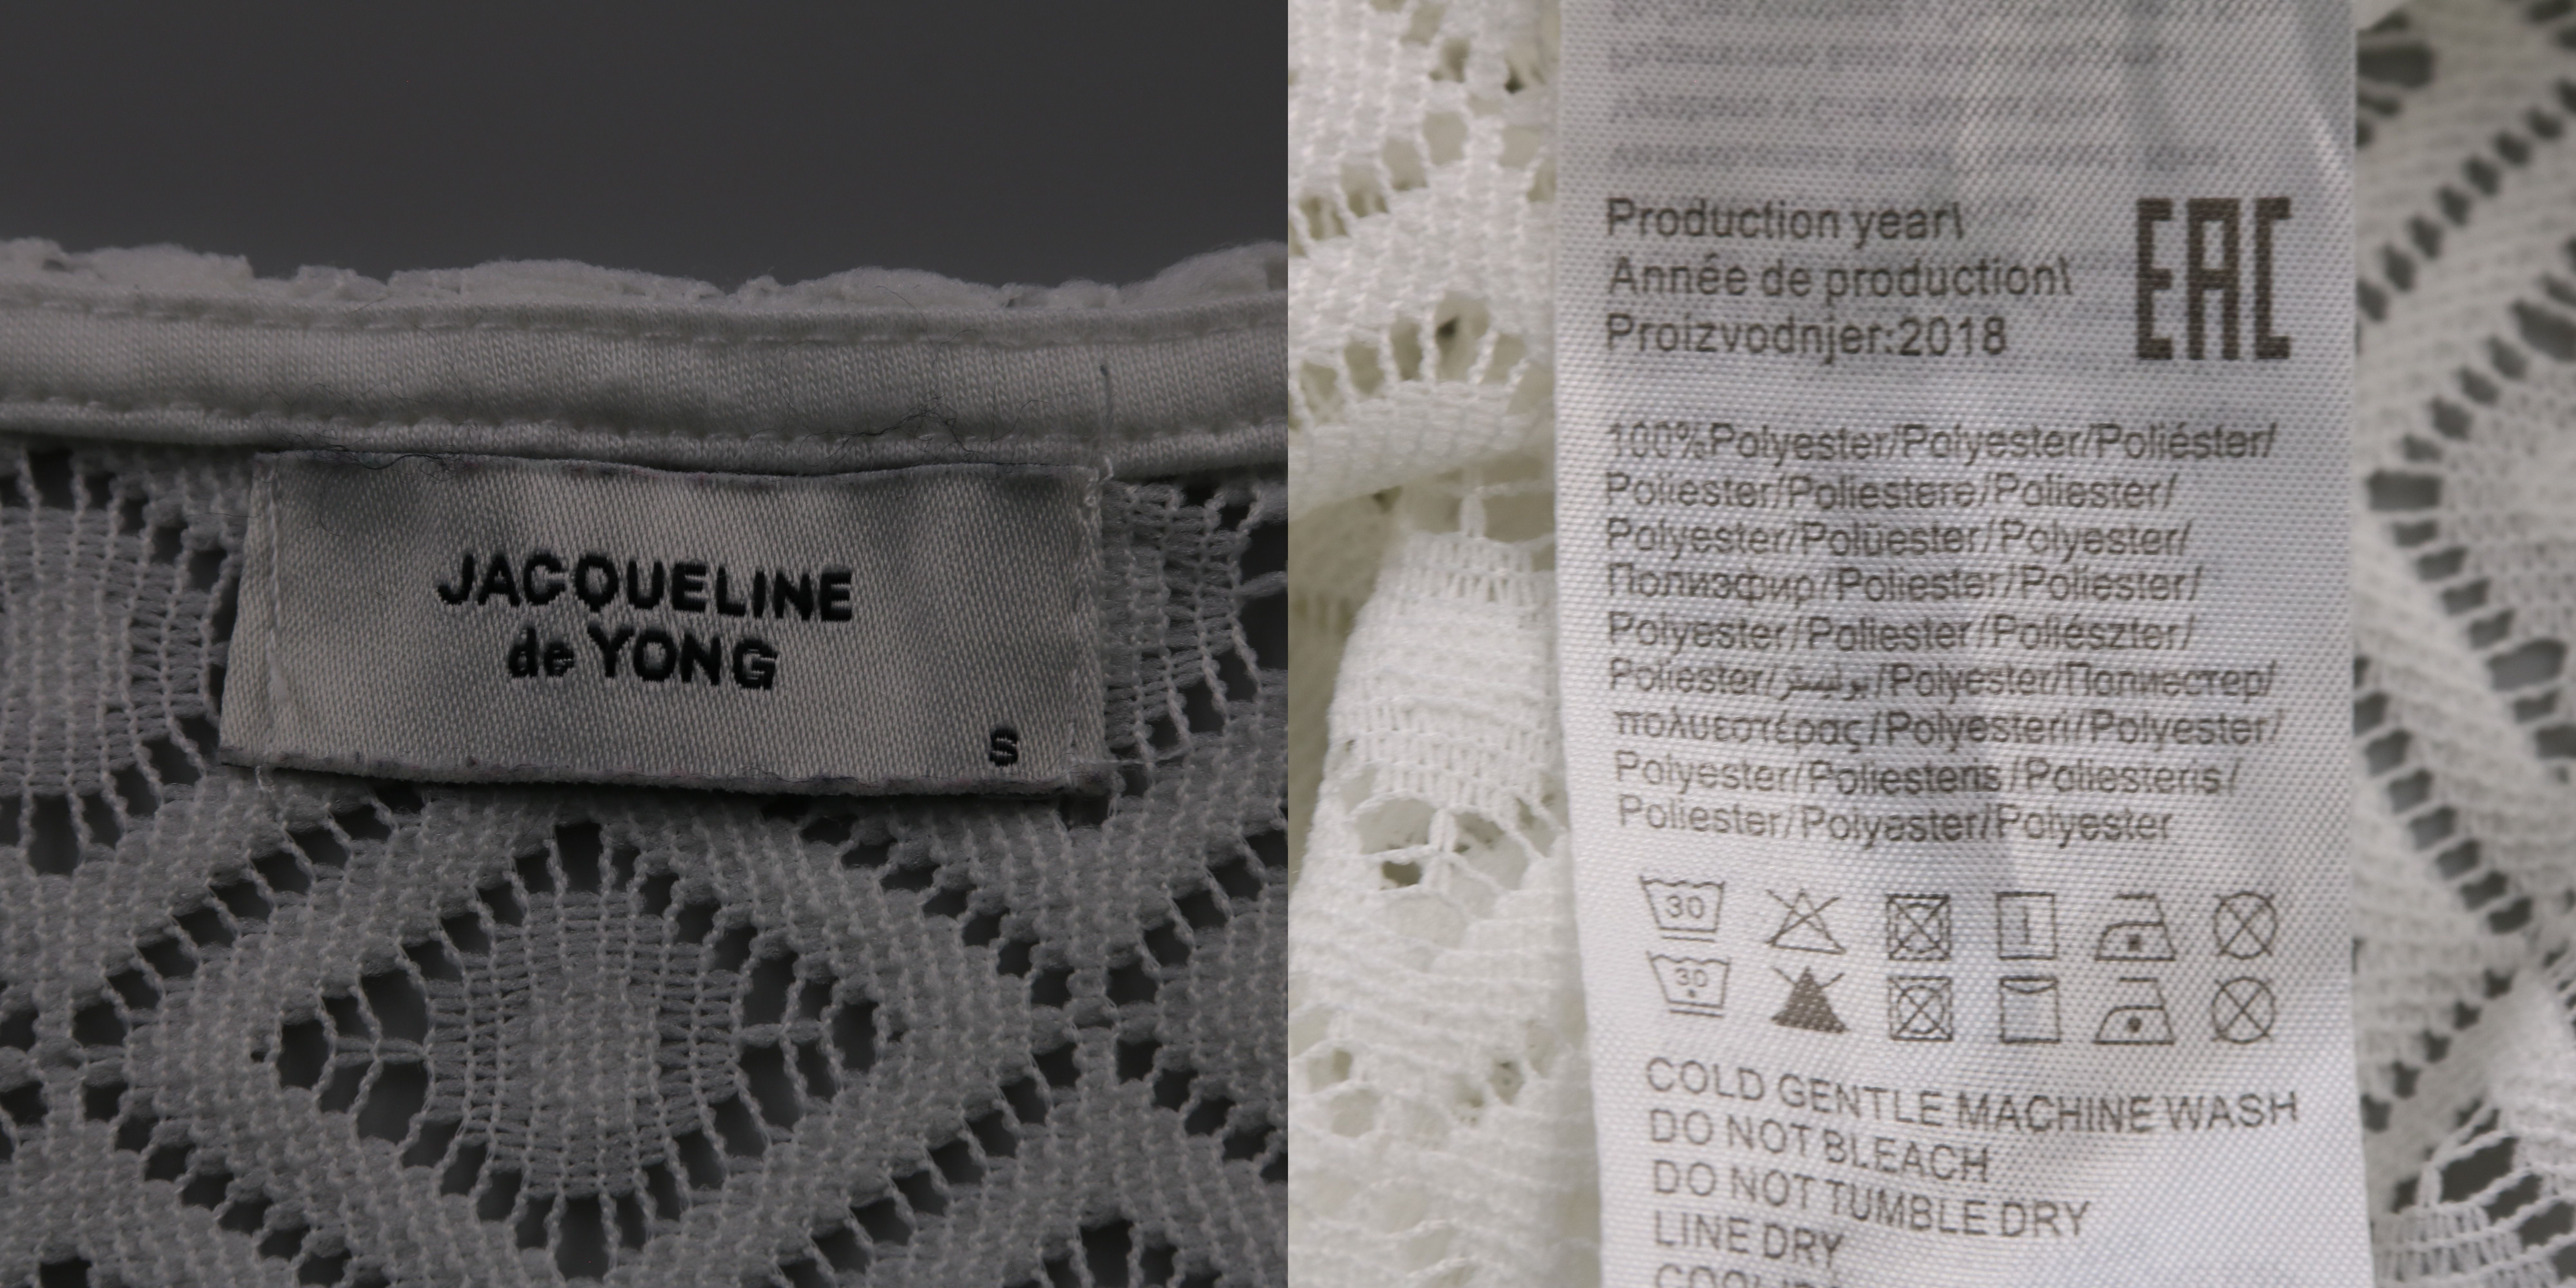 JACQUELINE
de YONG
S
Production year\
Année de production\
Proizvodnjer:2018
EAC
100%Polyester/Polyester/Poliéster/
Poliester/Poliestere/Poliester/
Polyester/Polüester/Polyester/
Полиэфир/Poliester/Poliester/
Polyester/Poliester/Poliészter/
Poliester/بوليستر/Polyester/Полиестер/
πολυεστέρας/Polyesteri/Polyester/
Polyester/Poliesteris/Poliesteris/
Poliester/Polyester/Polyester
30
30
COLD GENTLE MACHINE WASH
DO NOT BLEACH
DO NOT TUMBLE DRY
LINE DRY